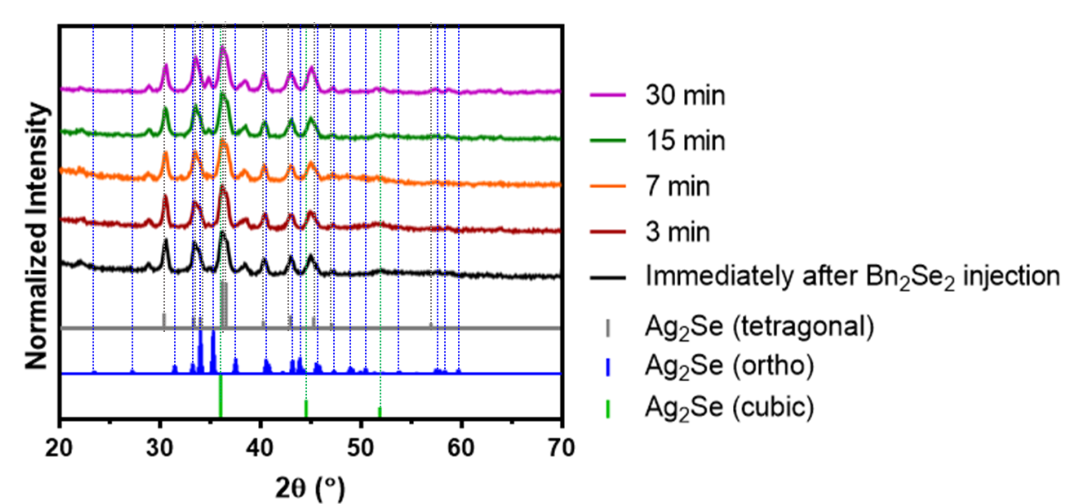 Normalized Intensity
20 30 40 50 60 70
2θ (°)
30 min
15 min
7 min
3 min
Immediately after Bn₂Se₂ injection
Ag₂Se (tetragonal)
Ag₂Se (ortho)
Ag₂Se (cubic)